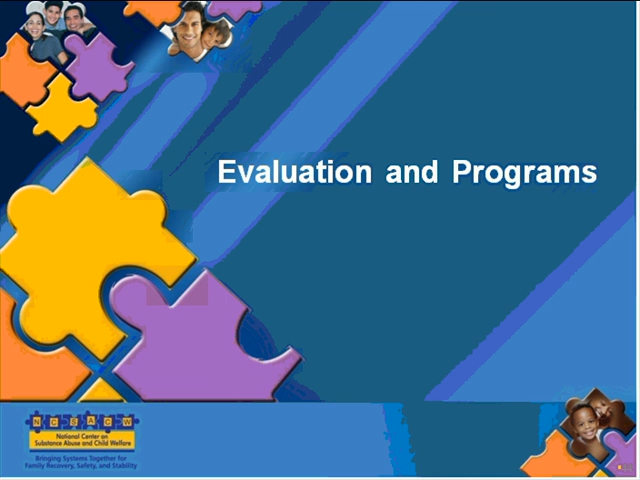 Evaluation and Programs
NCSACW
National Center on
Substance Abuse and Child Welfare
Bringing Systems Together for
Family Recovery, Safety, and Stability